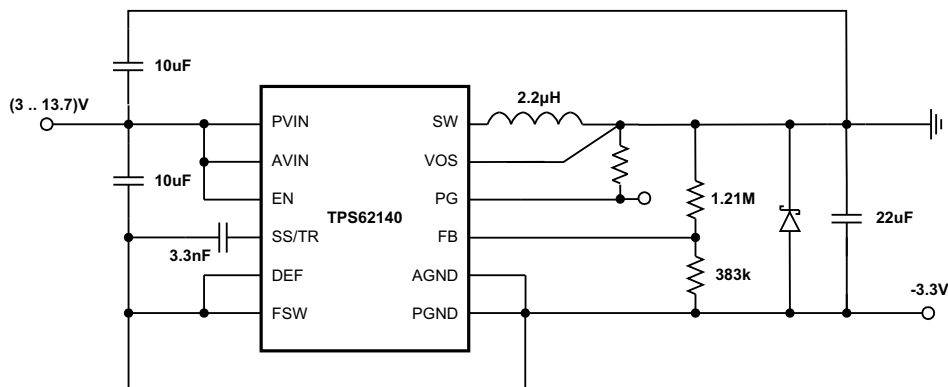 10uF
(3 .. 13.7)V
10uF
3.3nF
PVIN
AVIN
EN
SS/TR
DEF
FSW
TPS62140
SW
VOS
PG
FB
AGND
PGND
2.2µH
1.21M
383k
22uF
-3.3V